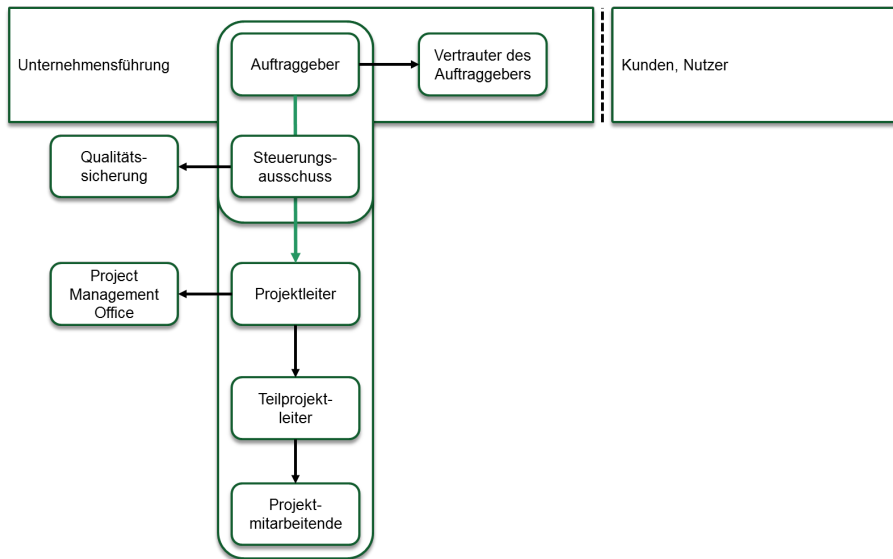 Unternehmensführung
Auftraggeber
Vertrauter des
Auftraggebers
Kunden, Nutzer
Qualitäts-
sicherung
Steuerungs-
ausschuss
Project
Management
Office
Projektleiter
Teilprojekt-
leiter
Projekt-
mitarbeitende